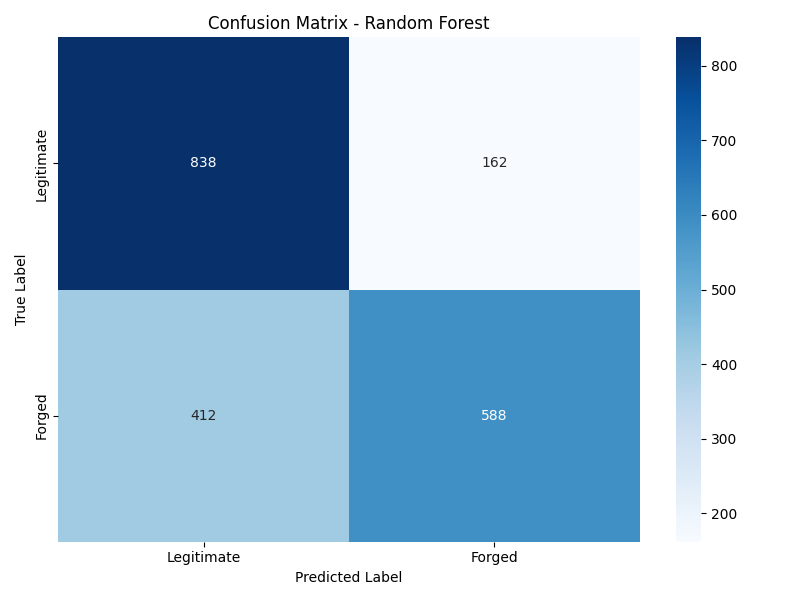 Confusion Matrix - Random Forest
Legitimate
838
162
Forged
412
588
True Label
Legitimate
Forged
Predicted Label
800
700
600
500
400
300
200